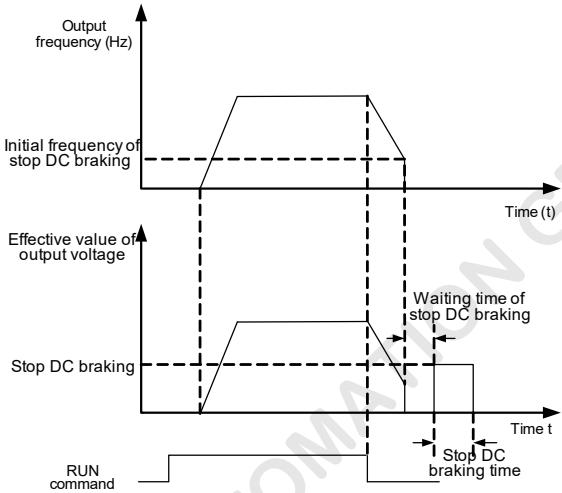 Output
frequency (Hz)
Initial frequency of
stop DC braking
Time (t)
Effective value of
output voltage
Waiting time of
stop DC braking
Stop DC braking
Time t
Stop DC
braking time
RUN
command